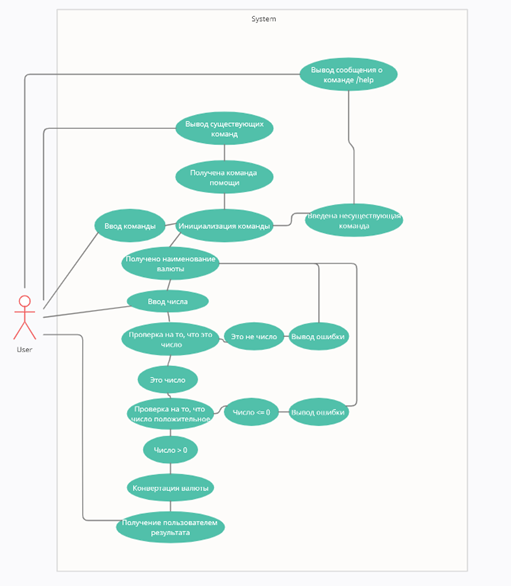 System
Вывод сообщения о
команде /help
Вывод существующих
команд
Получена команда
помощи
Ввод команды
Инициализация команды
Введена несуществующая
команда
Получено наименование
валюты
Ввод числа
User
Проверка на то, что это
число
Это не число
Вывод ошибки
Это число
Проверка на то, что
число положительное
Число <= 0
Вывод ошибки
Число > 0
Конвертация валюты
Получение пользователем
результата